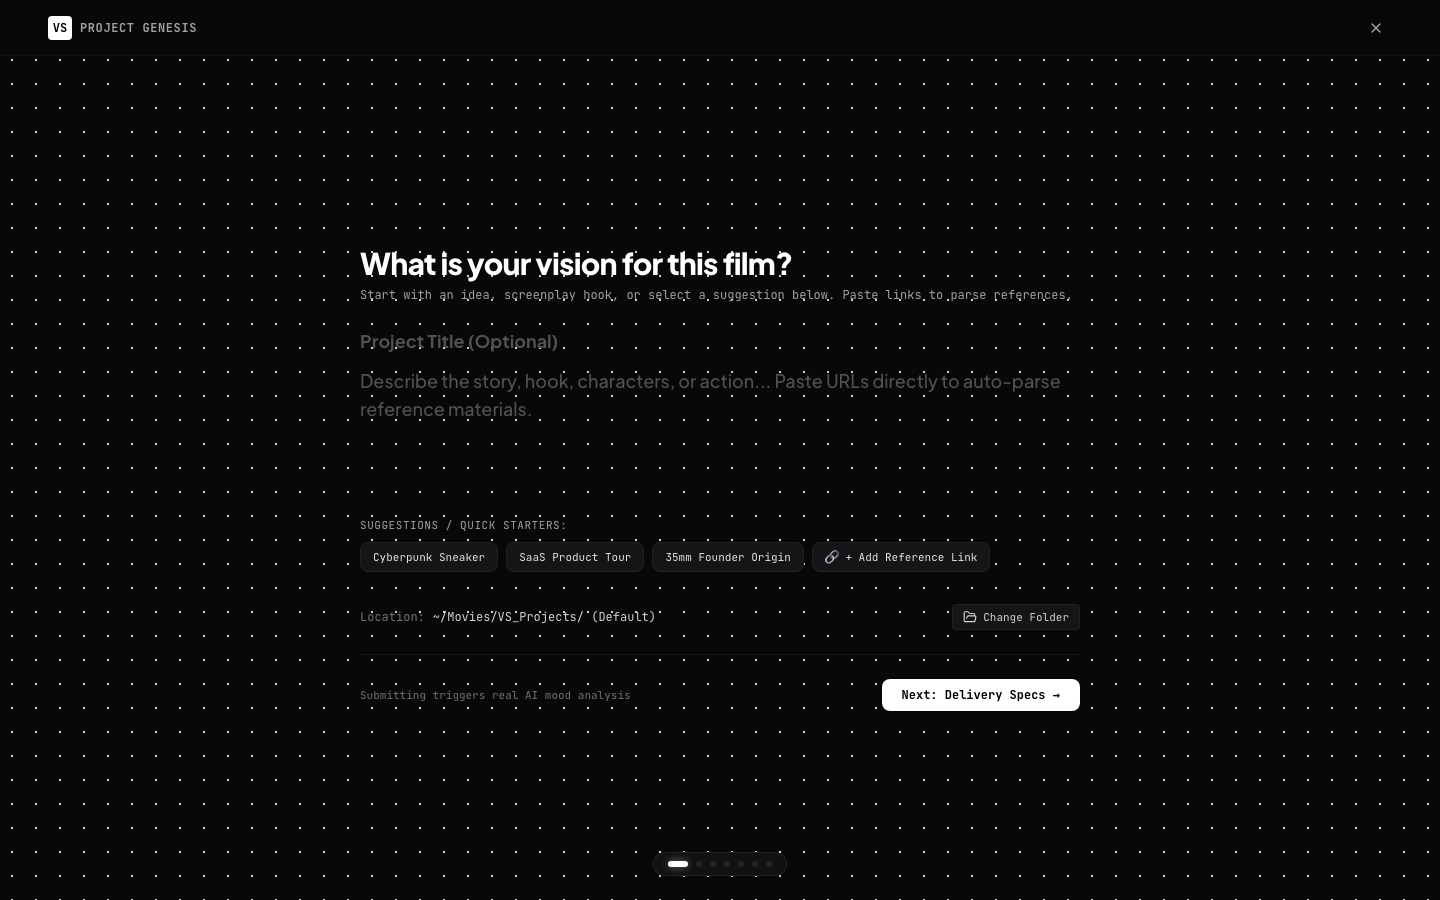 VS PROJECT GENESIS
What is your vision for this film?
Start with an idea, screenplay hook, or select a suggestion below. Paste links to parse references.
Project Title (Optional)
Describe the story, hook, characters, or action... Paste URLs directly to auto-parse
reference materials.
SUGGESTIONS / QUICK STARTERS:
Cyberpunk Sneaker SaaS Product Tour 35mm Founder Origin 🔗 + Add Reference Link
Location: ~/Movies/VS_Projects/ (Default) Change Folder
Submitting triggers real AI mood analysis Next: Delivery Specs →